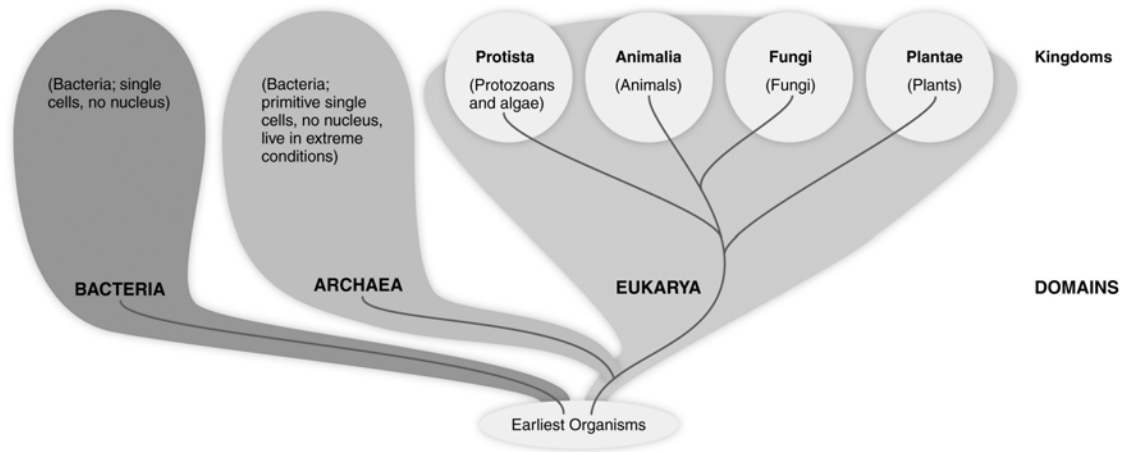 Protista
Animalia
Fungi
Plantae
Kingdoms
(Bacteria; single
cells, no nucleus)
(Bacteria;
primitive single
cells, no nucleus,
live in extreme
conditions)
(Protozoans
and algae)
(Animals)
(Fungi)
(Plants)
BACTERIA
ARCHAEA
EUKARYA
DOMAINS
Earliest Organisms